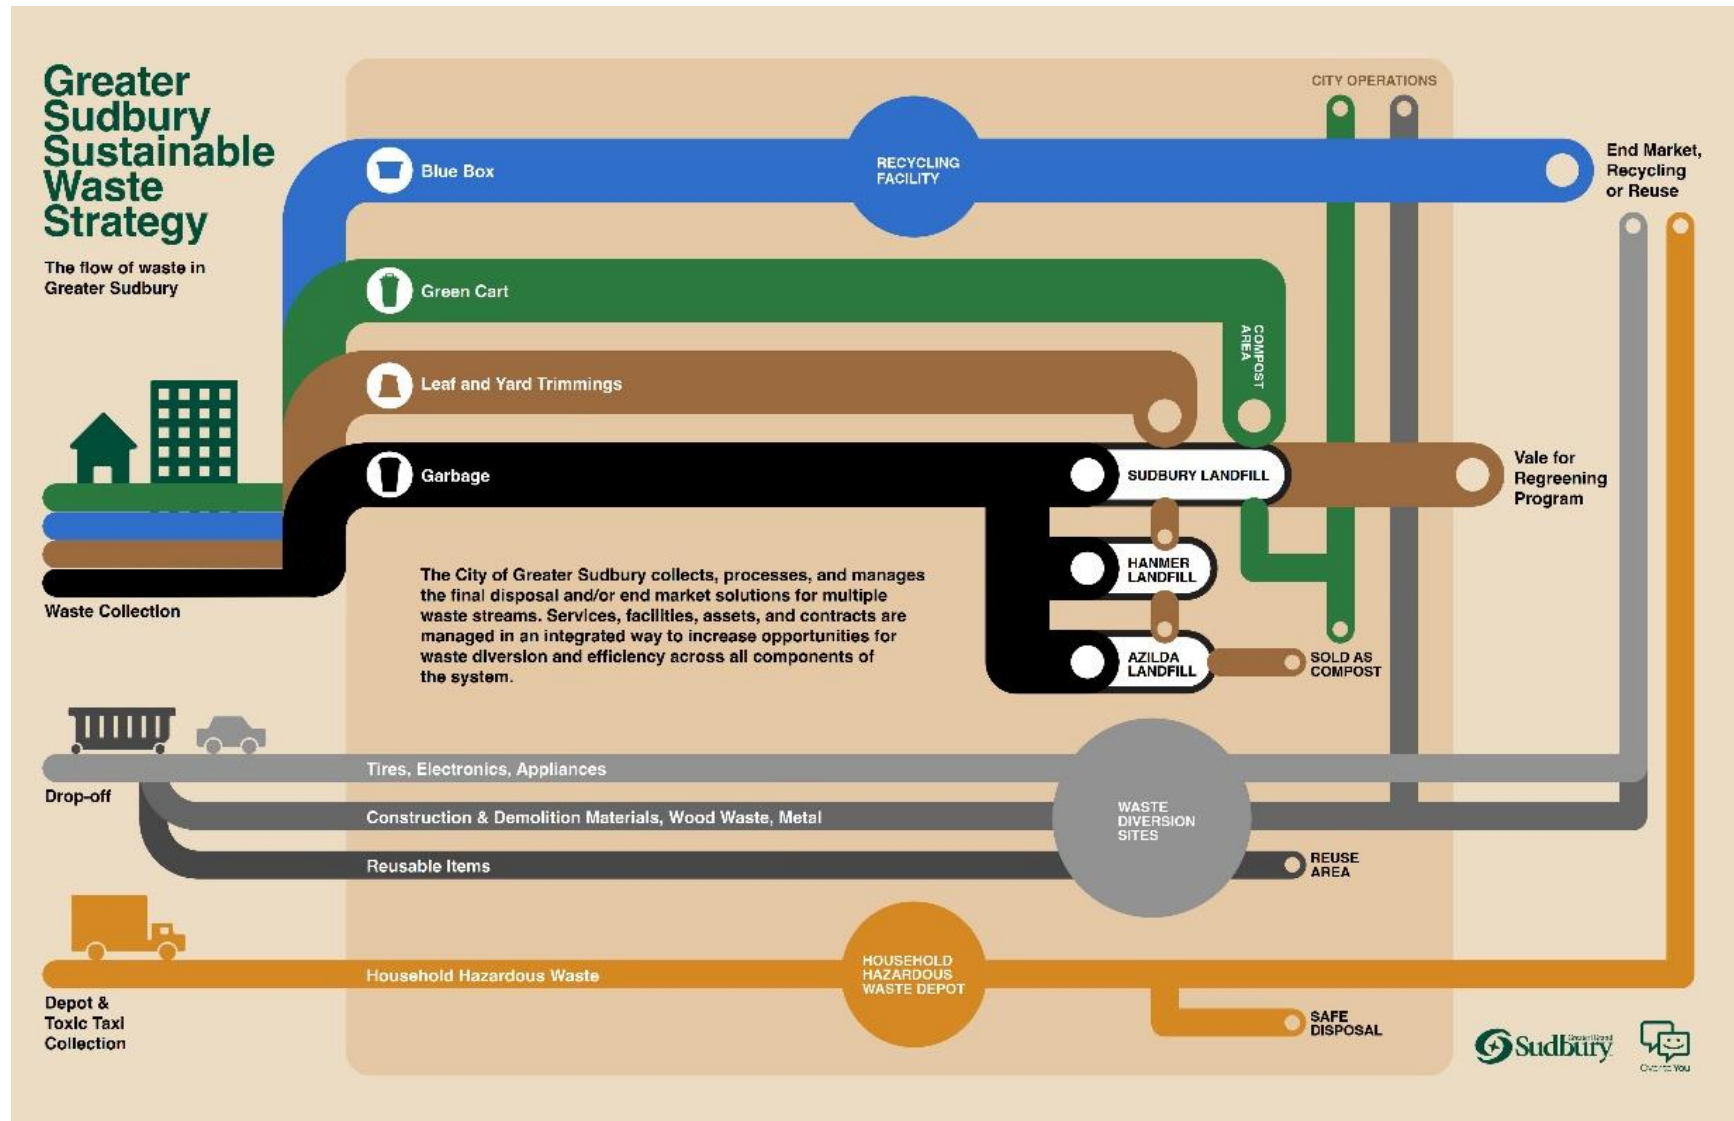 Greater
Sudbury
Sustainable
Waste
Strategy
The flow of waste in
Greater Sudbury
CITY OPERATIONS
Blue Box
RECYCLING
FACILITY
End Market,
Recycling
or Reuse
Green Cart
COMPOST
AREA
Leaf and Yard Trimmings
Garbage
SUDBURY LANDFILL
Vale for
Regreening
Program
HANMER
LANDFILL
AZILDA
LANDFILL
SOLD AS
COMPOST
Waste Collection
The City of Greater Sudbury collects, processes, and manages
the final disposal and/or end market solutions for multiple
waste streams. Services, facilities, assets, and contracts are
managed in an integrated way to increase opportunities for
waste diversion and efficiency across all components of
the system.
Drop-off
Tires, Electronics, Appliances
Construction & Demolition Materials, Wood Waste, Metal
Reusable Items
WASTE
DIVERSION
SITES
REUSE
AREA
Depot &
Toxic Taxi
Collection
Household Hazardous Waste
HOUSEHOLD
HAZARDOUS
WASTE DEPOT
SAFE
DISPOSAL
Sudbury
Over to You